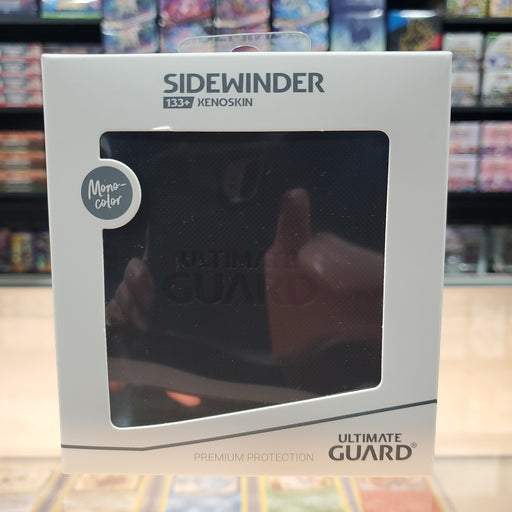 SIDEWINDER
133+ XENOSKIN
Mono-
color
ULTIMATE
GUARD
PREMIUM PROTECTION
ULTIMATE
GUARD®